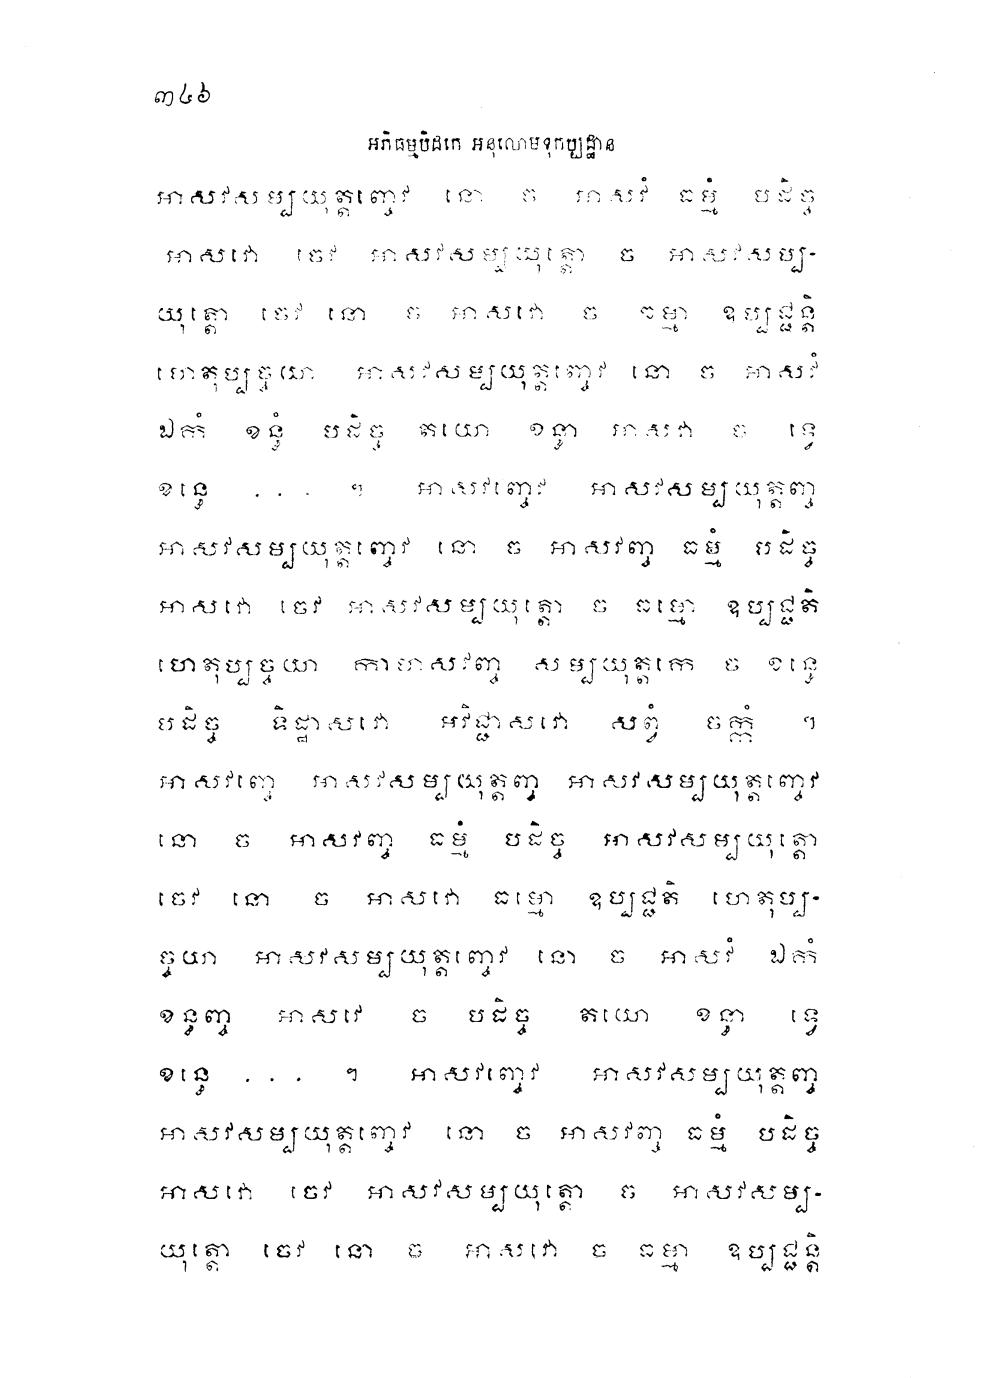 ៣៤៦
អភិធម្មបិដកេ អនុលោមទុកប្បដ្ឋាន
អាសវសម្បយុត្តញ្ចេវ នោ ច អាសវំ ធម្មំ បដិច្ច
អាសវោ ចេវ អាសវសម្បយុត្តោ ច អាសវសម្ប-
យុត្តោ ចេវ នោ ច អាសវោ ច ធម្មា ឧប្បជ្ជន្តិ
ហេតុប្បច្ចយា អាសវសម្បយុត្តញ្ចេវ នោ ច អាសវំ
ឯកំ ខន្ធំ បដិច្ច តយោ ខន្ធា អាសវា ច ទ្វេ
ខន្ធេ ... ។ អាសវញ្ចេវ អាសវសម្បយុត្តញ្ច
អាសវសម្បយុត្តញ្ចេវ នោ ច អាសវញ្ច ធម្មំ បដិច្ច
អាសវោ ចេវ អាសវសម្បយុត្តោ ច ធម្មោ ឧប្បជ្ជតិ
ហេតុប្បច្ចយា កាមាសវញ្ច សម្បយុត្តកេ ច ខន្ធេ
បដិច្ច ទិដ្ឋាសវោ អវិជ្ជាសវោ សព្វំ ចក្កំ ។
អាសវញ្ចេ អាសវសម្បយុត្តញ្ច អាសវសម្បយុត្តញ្ចេវ
នោ ច អាសវញ្ច ធម្មំ បដិច្ច អាសវសម្បយុត្តោ
ចេវ នោ ច អាសវោ ធម្មោ ឧប្បជ្ជតិ ហេតុប្ប-
ច្ចយា អាសវសម្បយុត្តញ្ចេវ នោ ច អាសវំ ឯកំ
ខន្ធញ្ច អាសវេ ច បដិច្ច តយោ ខន្ធា ទ្វេ
ខន្ធេ ... ។ អាសវញ្ចេវ អាសវសម្បយុត្តញ្ច
អាសវសម្បយុត្តញ្ចេវ នោ ច អាសវញ្ច ធម្មំ បដិច្ច
អាសវោ ចេវ អាសវសម្បយុត្តោ ច អាសវសម្ប-
យុត្តោ ចេវ នោ ច អាសវោ ច ធម្មា ឧប្បជ្ជន្តិ